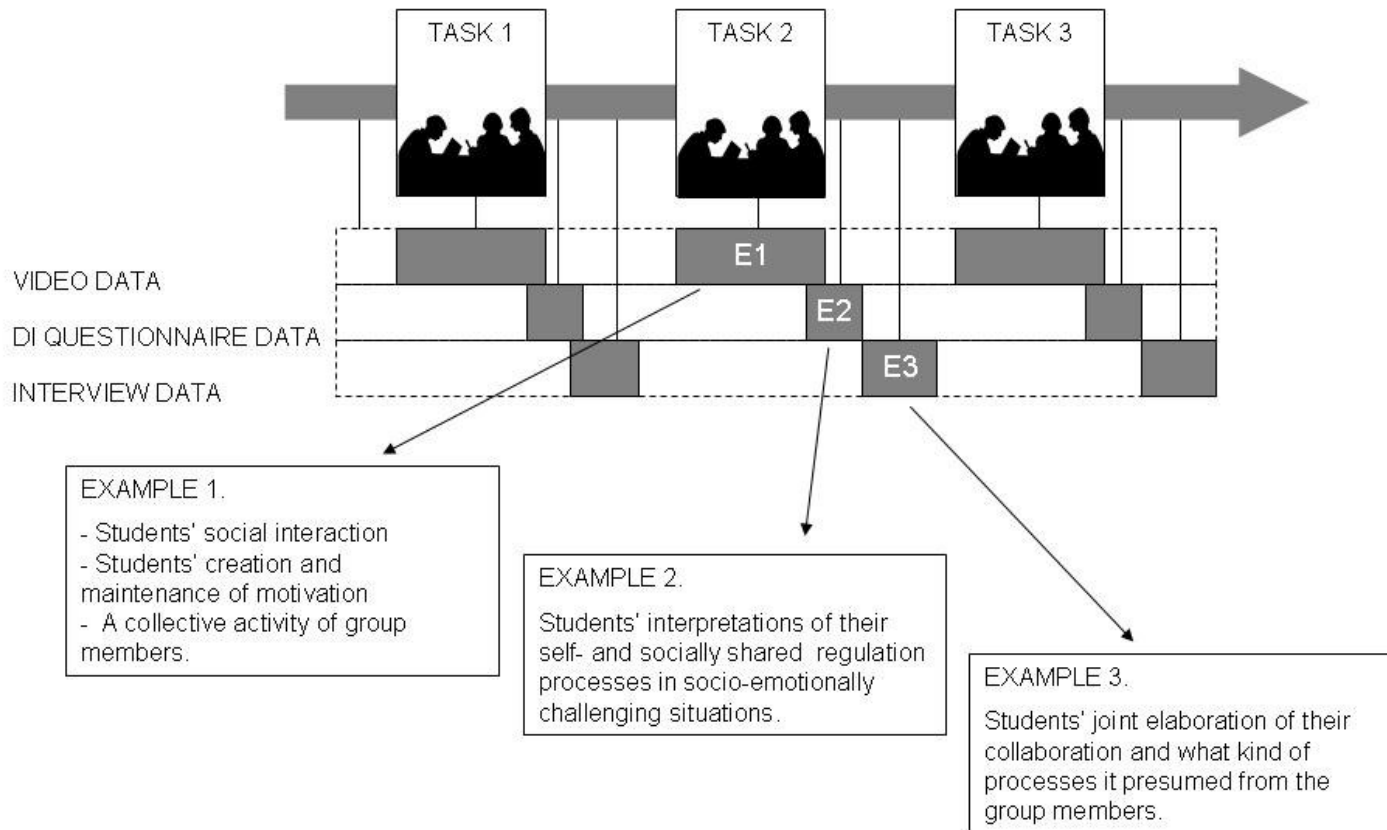 TASK 1
TASK 2
TASK 3
E1
VIDEO DATA
E2
DI QUESTIONNAIRE DATA
E3
INTERVIEW DATA
EXAMPLE 1.
- Students' social interaction
- Students' creation and
maintenance of motivation
- A collective activity of group
members.
EXAMPLE 2.
Students' interpretations of their
self- and socially shared regulation
processes in socio-emotionally
challenging situations.
EXAMPLE 3.
Students' joint elaboration of their
collaboration and what kind of
processes it presumed from the
group members.